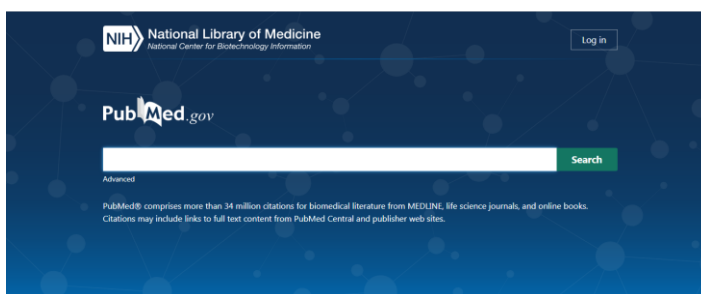 NIH National Library of Medicine
National Center for Biotechnology Information
Log in
PubMed.gov
Search
Advanced
PubMed® comprises more than 34 million citations for biomedical literature from MEDLINE, life science journals, and online books.
Citations may include links to full text content from PubMed Central and publisher web sites.